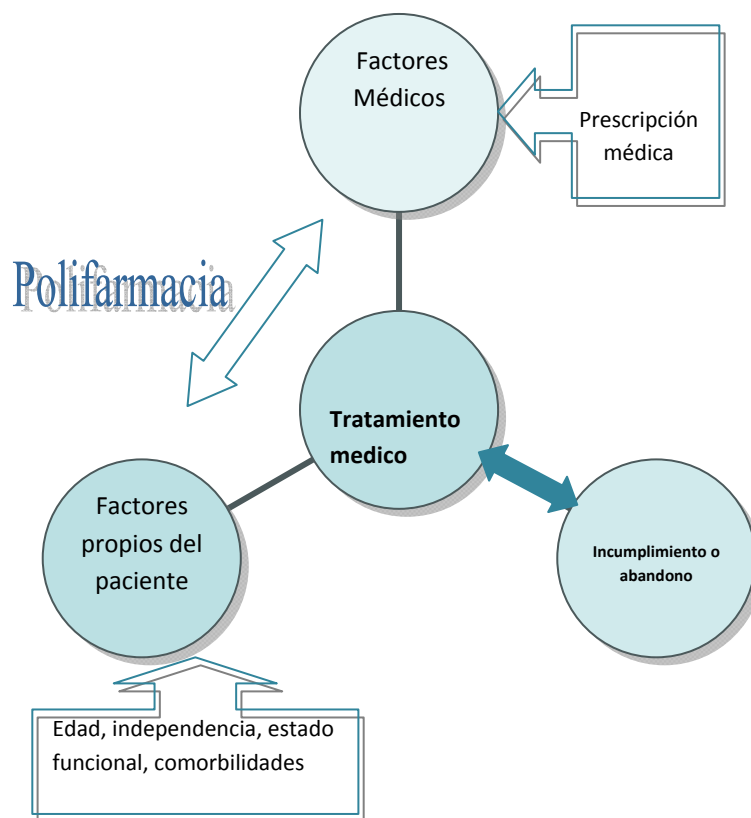 Factores
Médicos
Prescripción
médica
Polifarmacia
Tratamiento
medico
Factores
propios del
paciente
Incumplimiento o
abandono
Edad, independencia, estado
funcional, comorbilidades